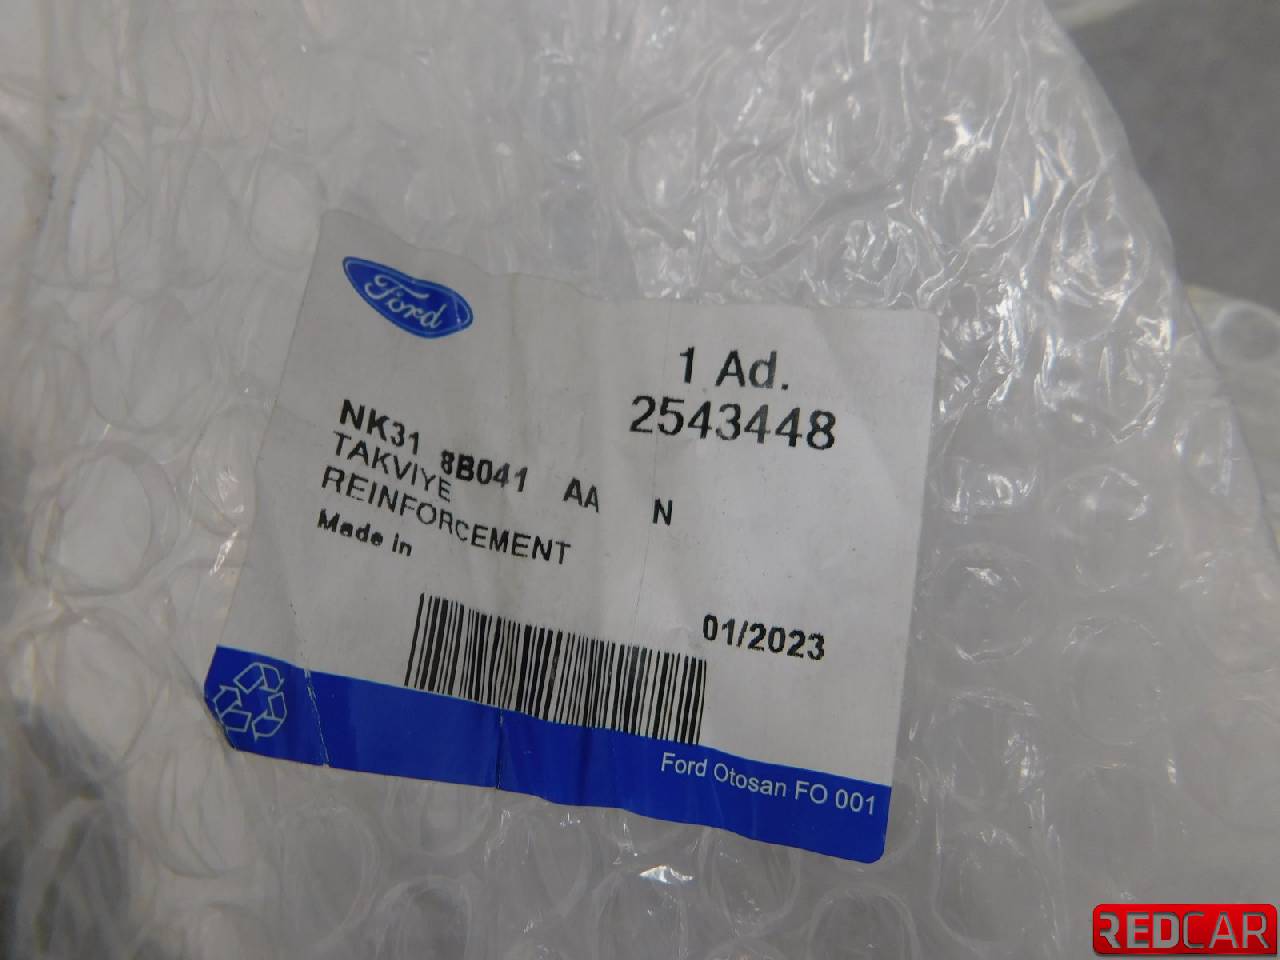 Ford
1 Ad.
2543448
NK31 8B041 AA N
TAKVIYE
REINFORCEMENT
Made in
01/2023
Ford Otosan FO 001
REDCAR